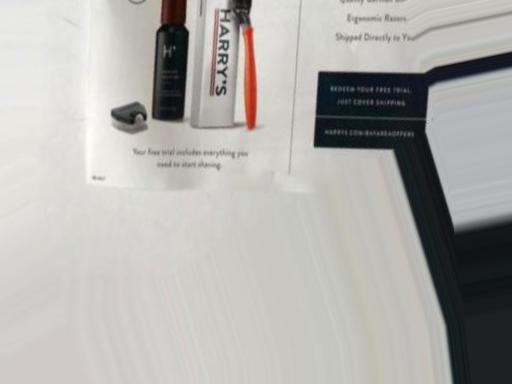 H'
HARRY'S
Your free trial includes everything you
need to start shaving.
Ergonomic Razors.
Shipped Directly to You
REDEEM YOUR FREE TRIAL.
JUST COVER SHIPPING
HARRYS.COM/BAYAREAOFFERS